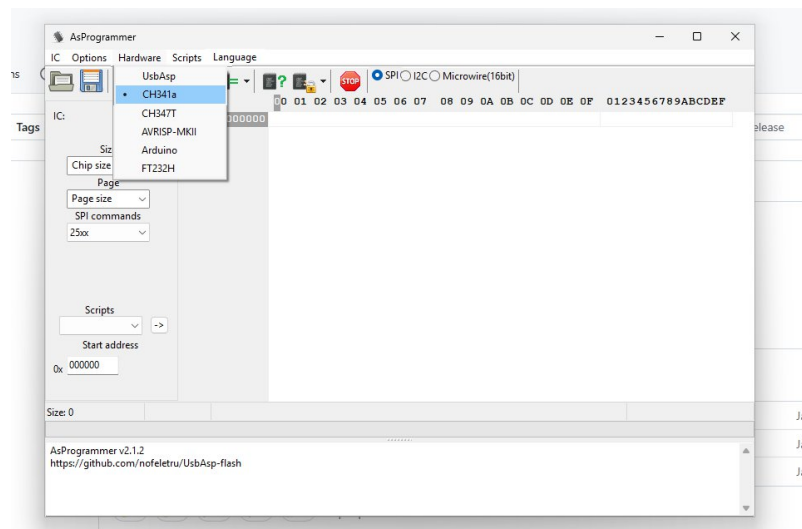 AsProgrammer
IC Options Hardware Scripts Language
UsbAsp
CH341a
CH347T
AVRISP-MKII
Arduino
FT232H
STOP
SPI I2C Microwire(16bit)
00 01 02 03 04 05 06 07 08 09 0A 0B 0C 0D 0E 0F 0123456789ABCDEF
000000
IC:
Chip size
Page
Page size
SPI commands
25xx
Scripts
->
Start address
0x 000000
Size: 0
AsProgrammer v2.1.2
https://github.com/nofeletru/UsbAsp-flash
Tags